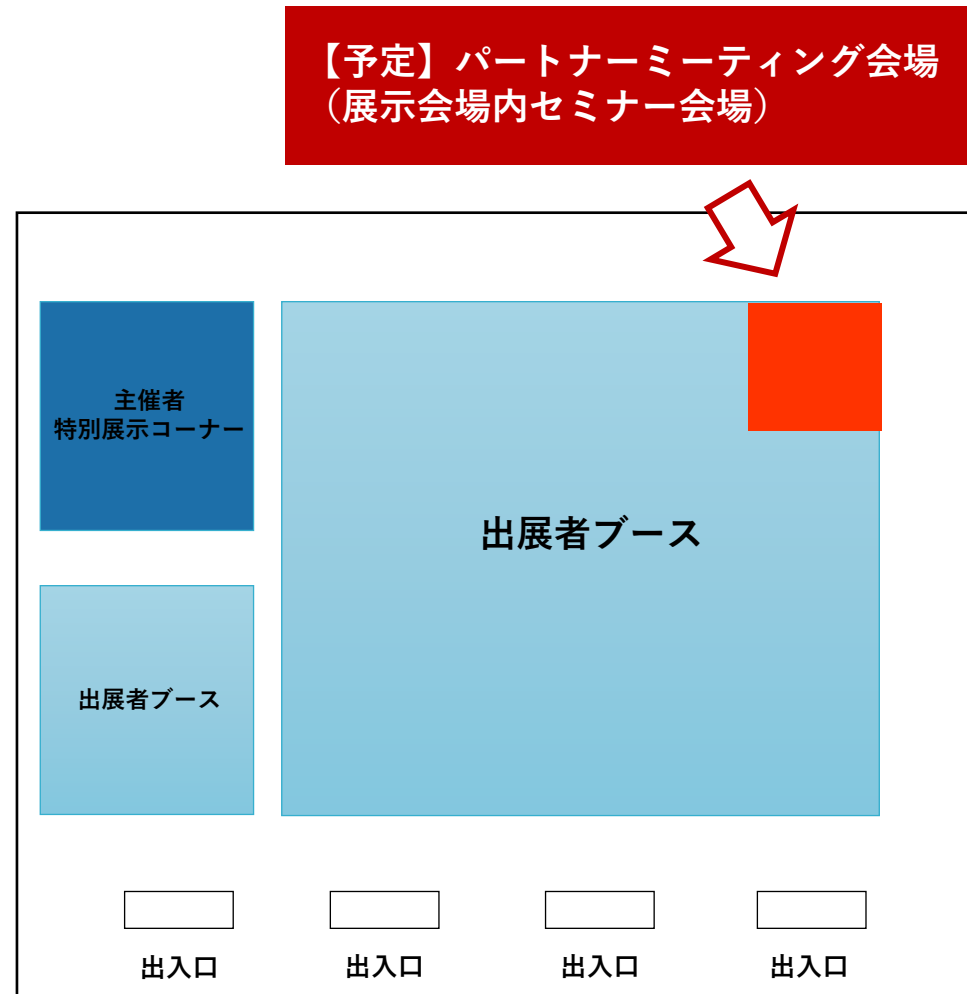 【予定】パートナーミーティング会場
（展示会場内セミナー会場）
主催者
特別展示コーナー
出展者ブース
出展者ブース
出入口
出入口
出入口
出入口